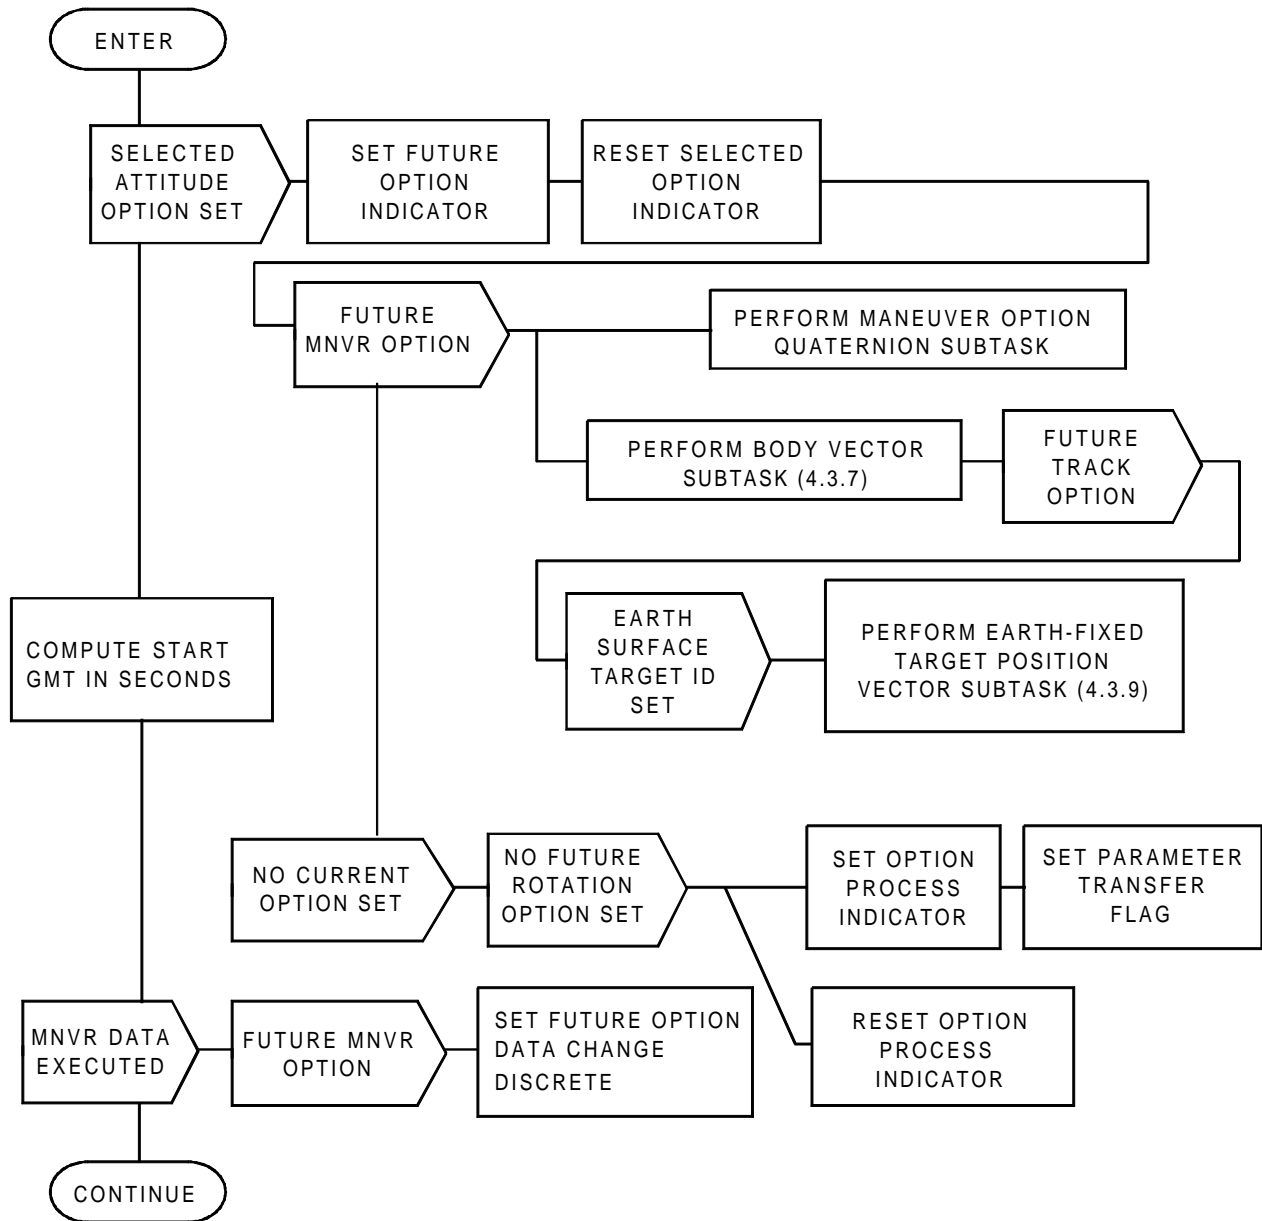 ENTER
SELECTED
ATTITUDE
OPTION SET
SET FUTURE
OPTION
INDICATOR
RESET SELECTED
OPTION
INDICATOR
FUTURE
MNVR OPTION
PERFORM MANEUVER OPTION
QUATERNION SUBTASK
PERFORM BODY VECTOR
SUBTASK (4.3.7)
FUTURE
TRACK
OPTION
COMPUTE START
GMT IN SECONDS
EARTH
SURFACE
TARGET ID
SET
PERFORM EARTH-FIXED
TARGET POSITION
VECTOR SUBTASK (4.3.9)
NO CURRENT
OPTION SET
NO FUTURE
ROTATION
OPTION SET
SET OPTION
PROCESS
INDICATOR
SET PARAMETER
TRANSFER
FLAG
MNVR DATA
EXECUTED
FUTURE MNVR
OPTION
SET FUTURE OPTION
DATA CHANGE
DISCRETE
RESET OPTION
PROCESS
INDICATOR
CONTINUE